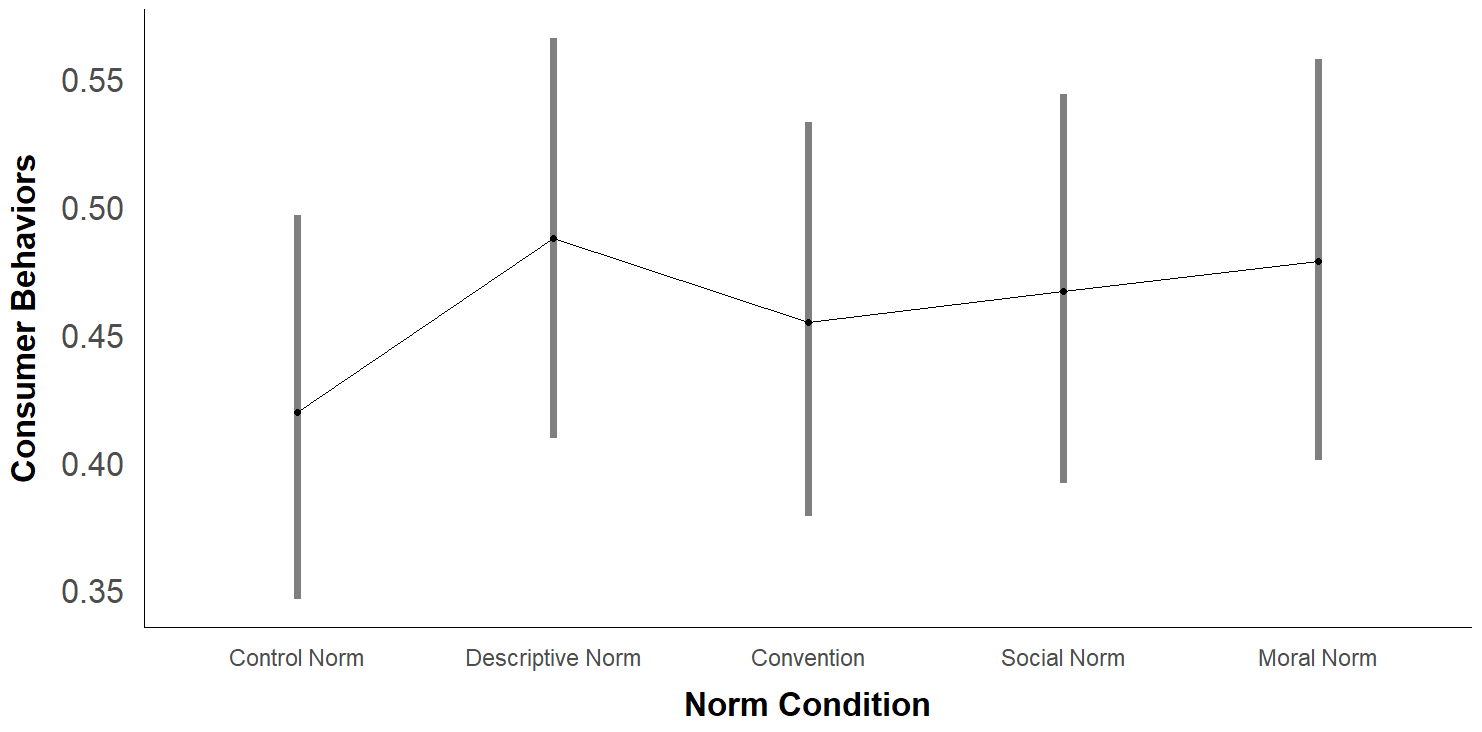 Consumer Behaviors
0.55
0.50
0.45
0.40
0.35
Control Norm Descriptive Norm Convention Social Norm Moral Norm
Norm Condition